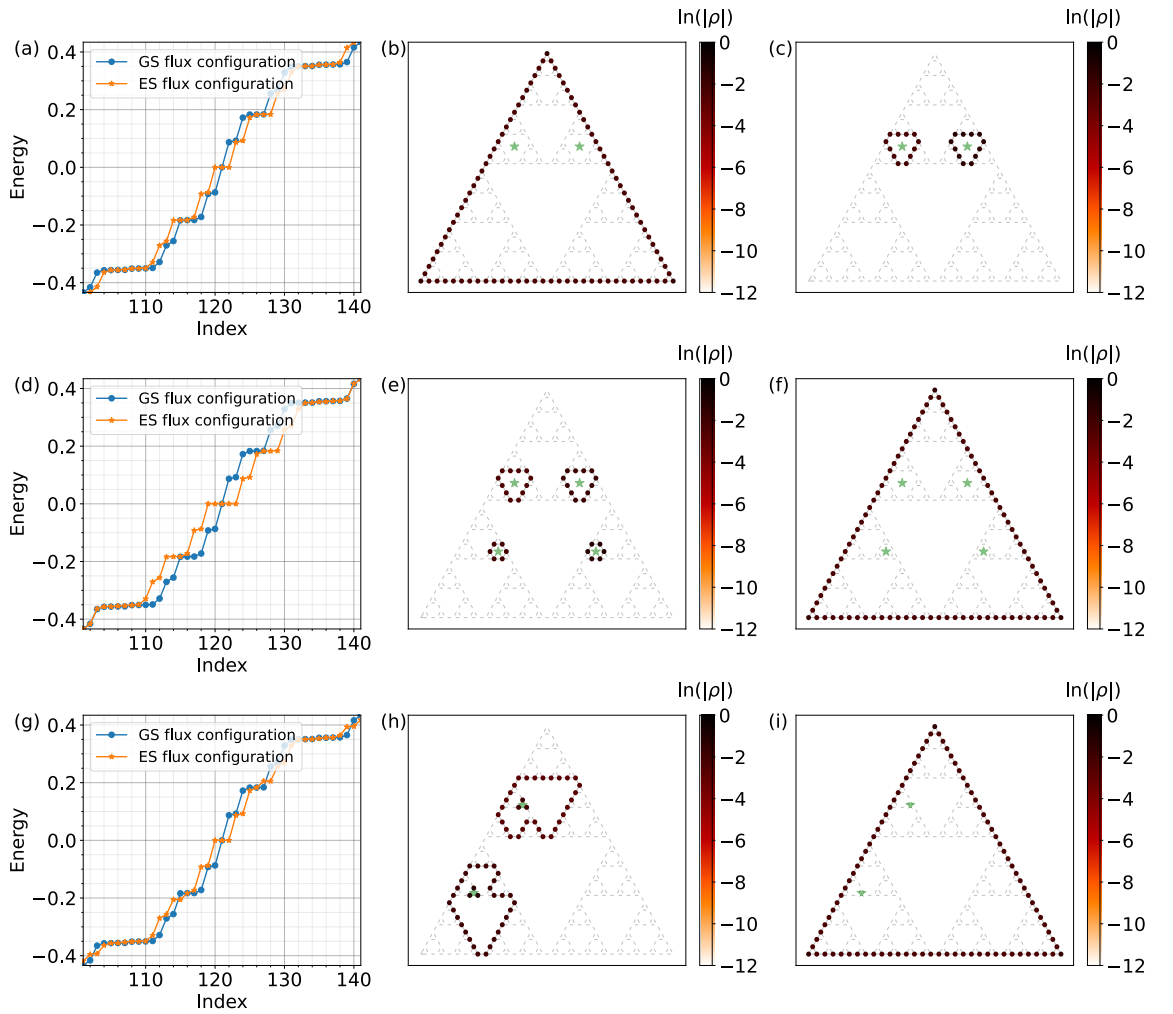 (a)
GS flux configuration
ES flux configuration
Energy
0.4
0.2
0.0
−0.2
−0.4
110
120
130
140
Index
(b)
ln(|ρ|)
0
−2
−4
−6
−8
−10
−12
(c)
ln(|ρ|)
0
−2
−4
−6
−8
−10
−12
(d)
GS flux configuration
ES flux configuration
Energy
0.4
0.2
0.0
−0.2
−0.4
110
120
130
140
Index
(e)
ln(|ρ|)
0
−2
−4
−6
−8
−10
−12
(f)
ln(|ρ|)
0
−2
−4
−6
−8
−10
−12
(g)
GS flux configuration
ES flux configuration
Energy
0.4
0.2
0.0
−0.2
−0.4
110
120
130
140
Index
(h)
ln(|ρ|)
0
−2
−4
−6
−8
−10
−12
(i)
ln(|ρ|)
0
−2
−4
−6
−8
−10
−12